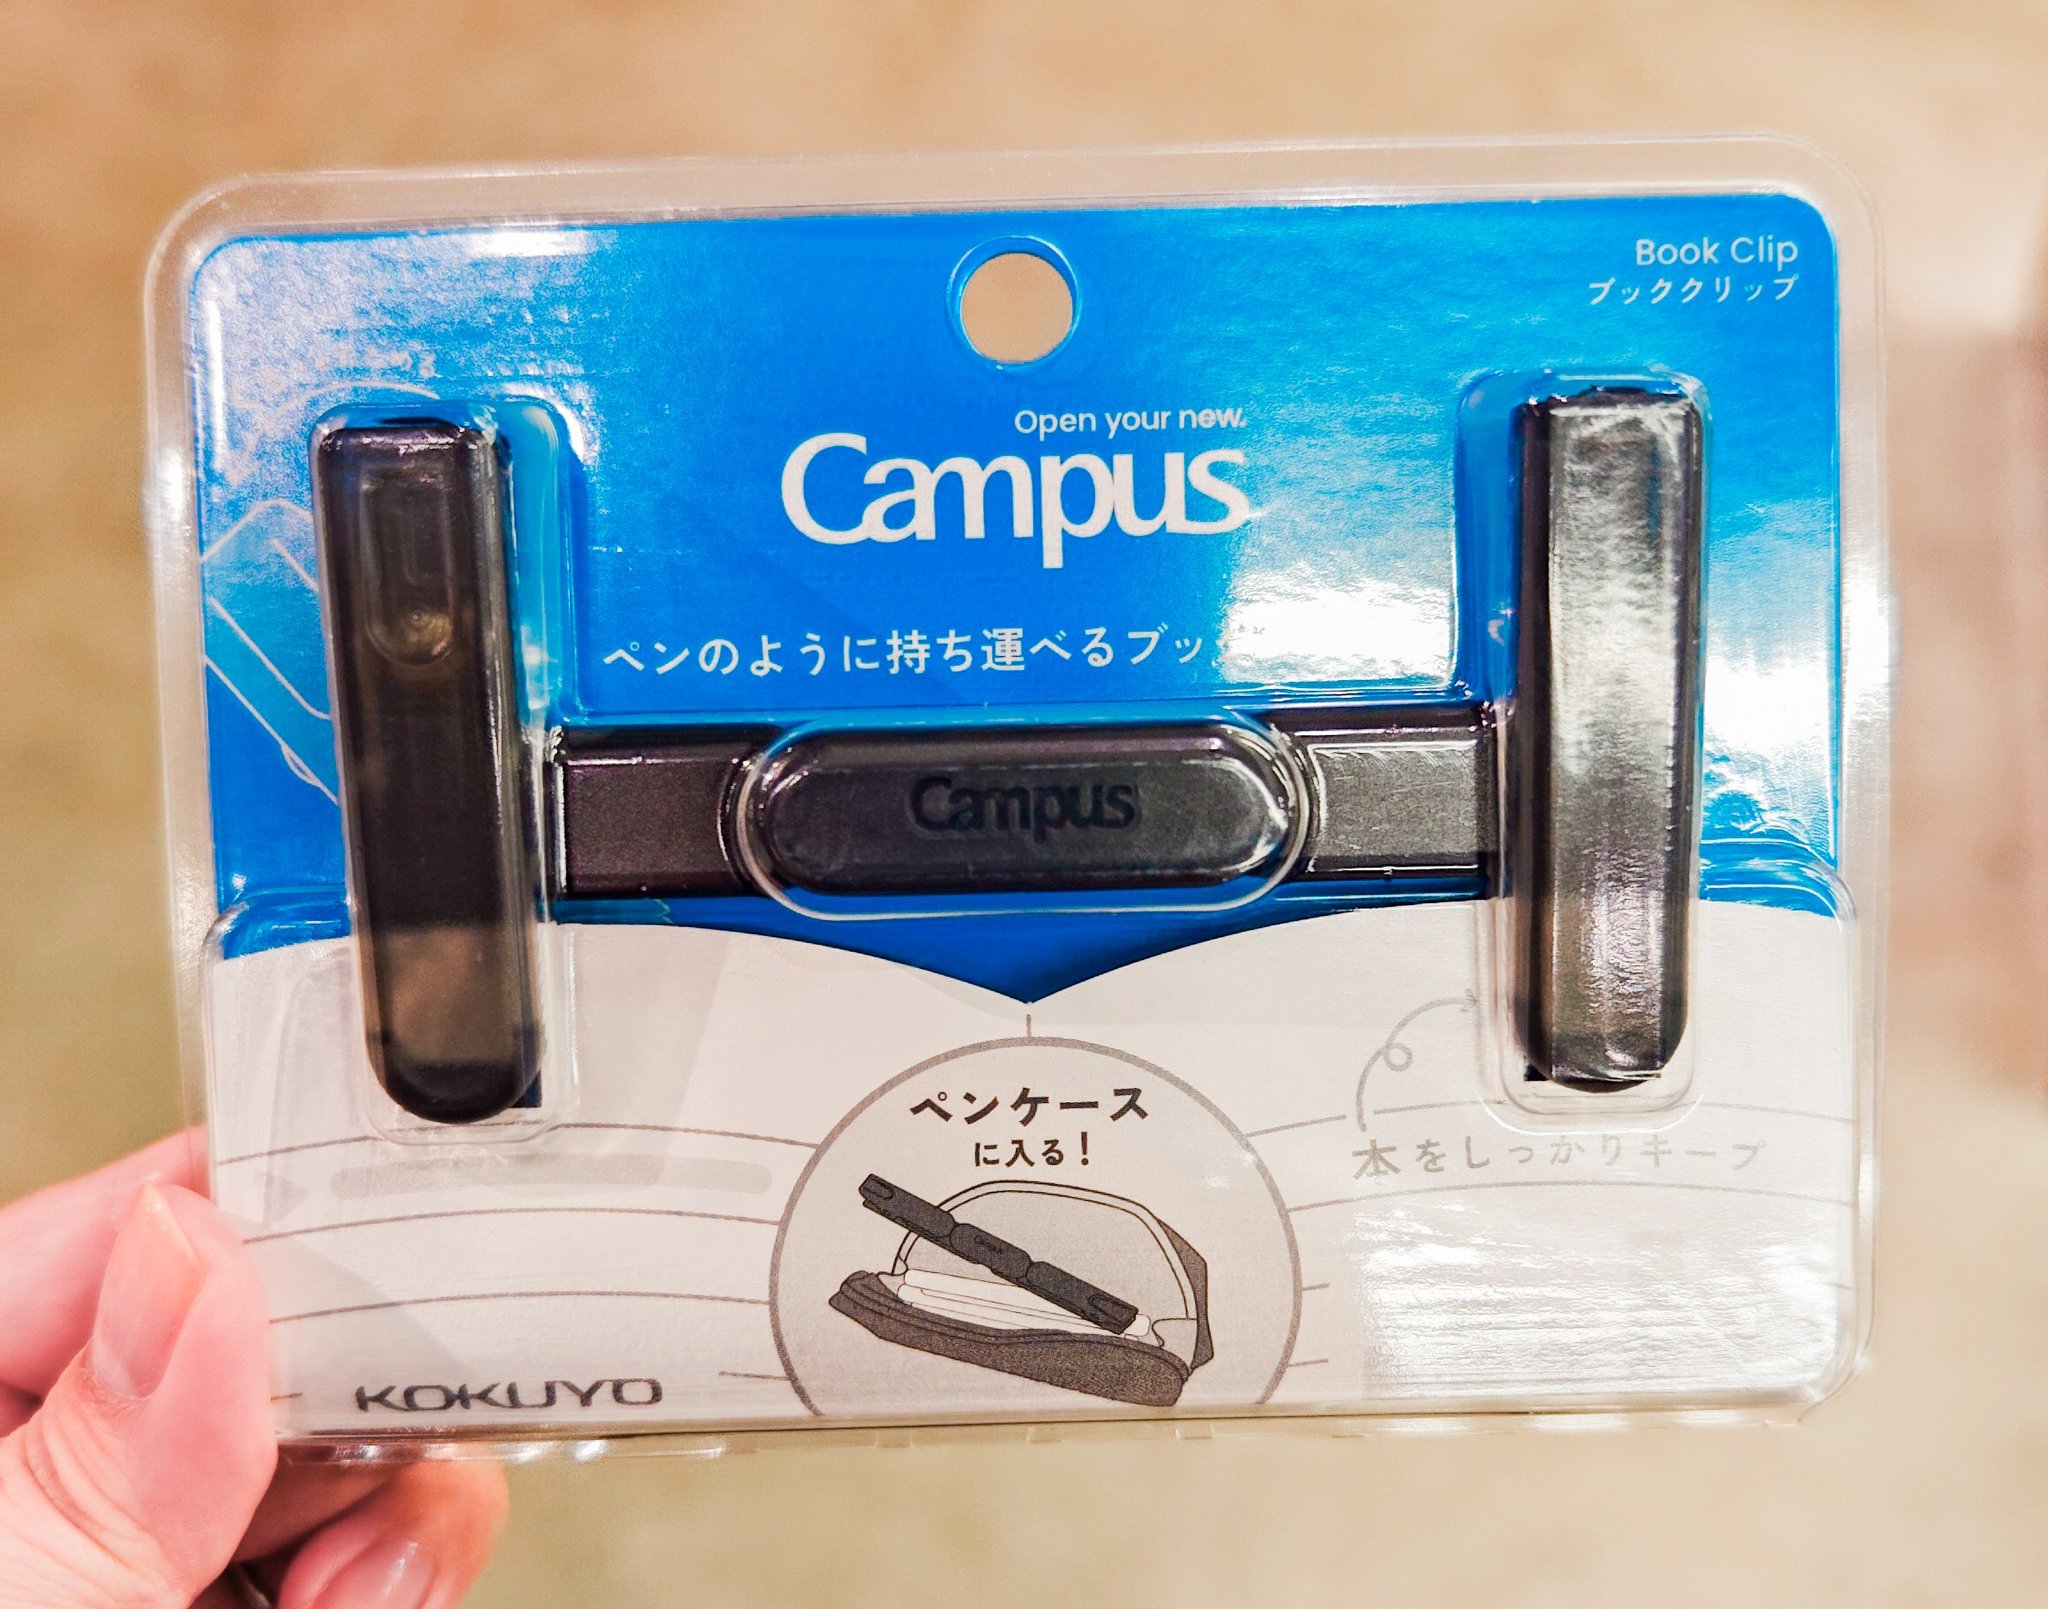 Book Clip
ブッククリップ
Open your new.
Campus
ペンのように持ち運べるブッ
Campus
ペンケース
に入る!
本をしっかりキープ
KOKUYO